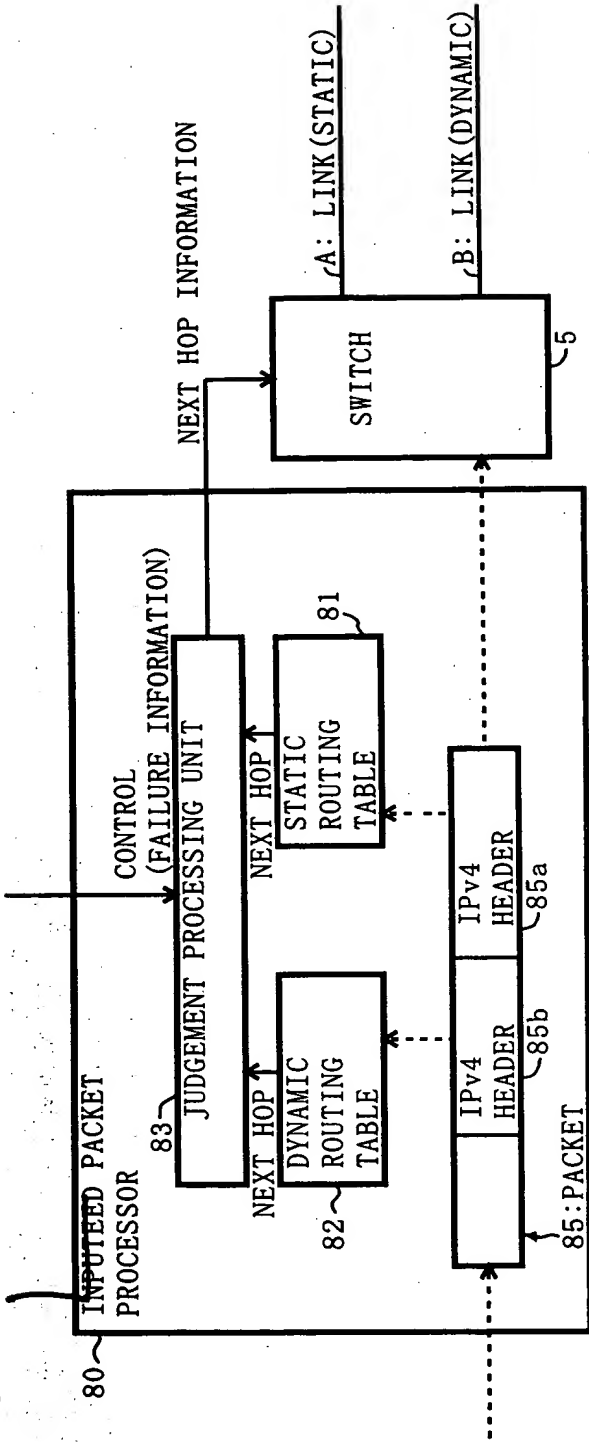 80
INPUTEED PACKET
PROCESSOR
CONTROL
(FAILURE INFORMATION)
83
JUDGEMENT PROCESSING UNIT
NEXT HOP INFORMATION
NEXT HOP
NEXT HOP
82
DYNAMIC
ROUTING
TABLE
81
STATIC
ROUTING
TABLE
IPv4
HEADER
85b
IPv4
HEADER
85a
85:PACKET
SWITCH
5
A: LINK(STATIC)
B: LINK(DYNAMIC)